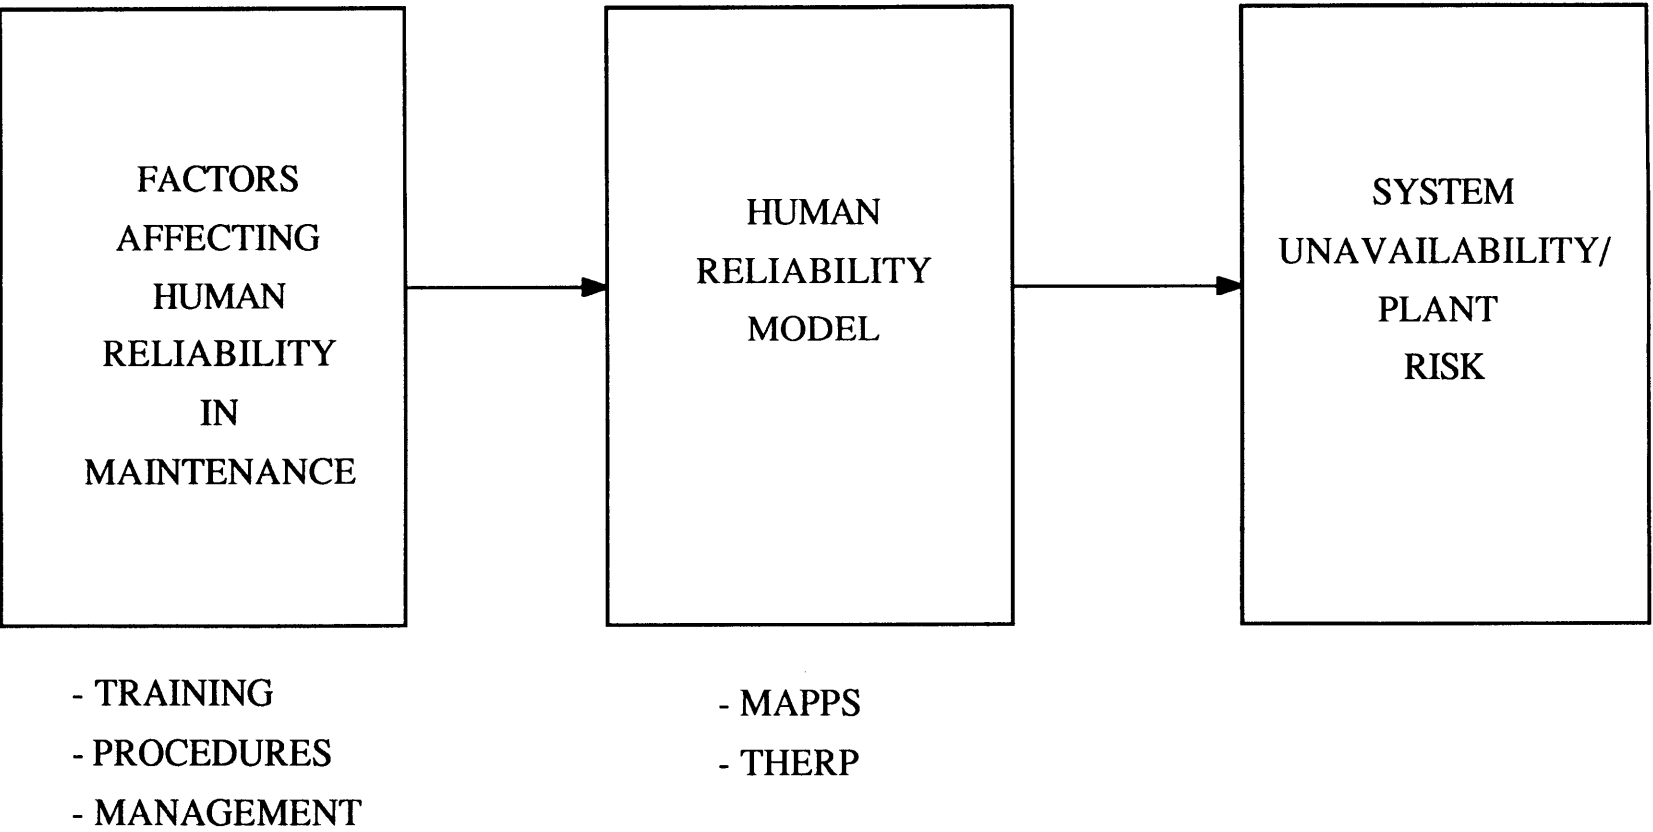 FACTORS
AFFECTING
HUMAN
RELIABILITY
IN
MAINTENANCE
- TRAINING
- PROCEDURES
- MANAGEMENT
HUMAN
RELIABILITY
MODEL
- MAPPS
- THERP
SYSTEM
UNAVAILABILITY/
PLANT
RISK